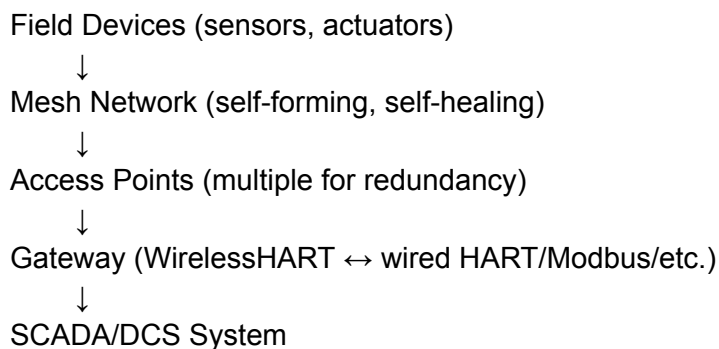 Field Devices (sensors, actuators)
↓
Mesh Network (self-forming, self-healing)
↓
Access Points (multiple for redundancy)
↓
Gateway (WirelessHART ↔ wired HART/Modbus/etc.)
↓
SCADA/DCS System